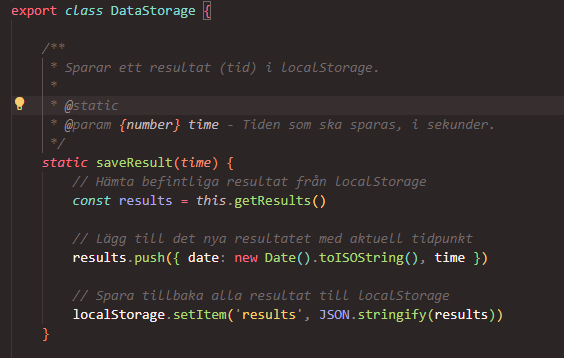 export class DataStorage {
/**
* Sparar ett resultat (tid) i localStorage.
*
* @static
* @param {number} time - Tiden som ska sparas, i sekunder.
*/
static saveResult(time) {
// Hämta befintliga resultat från localStorage
const results = this.getResults()
// Lägg till det nya resultatet med aktuell tidpunkt
results.push({ date: new Date().toISOString(), time })
// Spara tillbaka alla resultat till localStorage
localStorage.setItem('results', JSON.stringify(results))
}